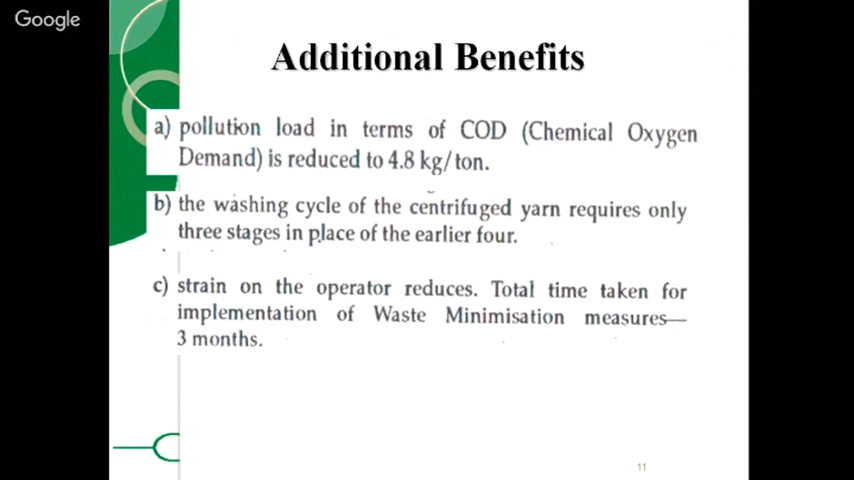 Google
Additional Benefits
a) pollution load in terms of COD (Chemical Oxygen
Demand) is reduced to 4.8 kg/ton.
b) the washing cycle of the centrifuged yarn requires only
three stages in place of the earlier four.
c) strain on the operator reduces. Total time taken for
implementation of Waste Minimisation measures—
3 months.
11